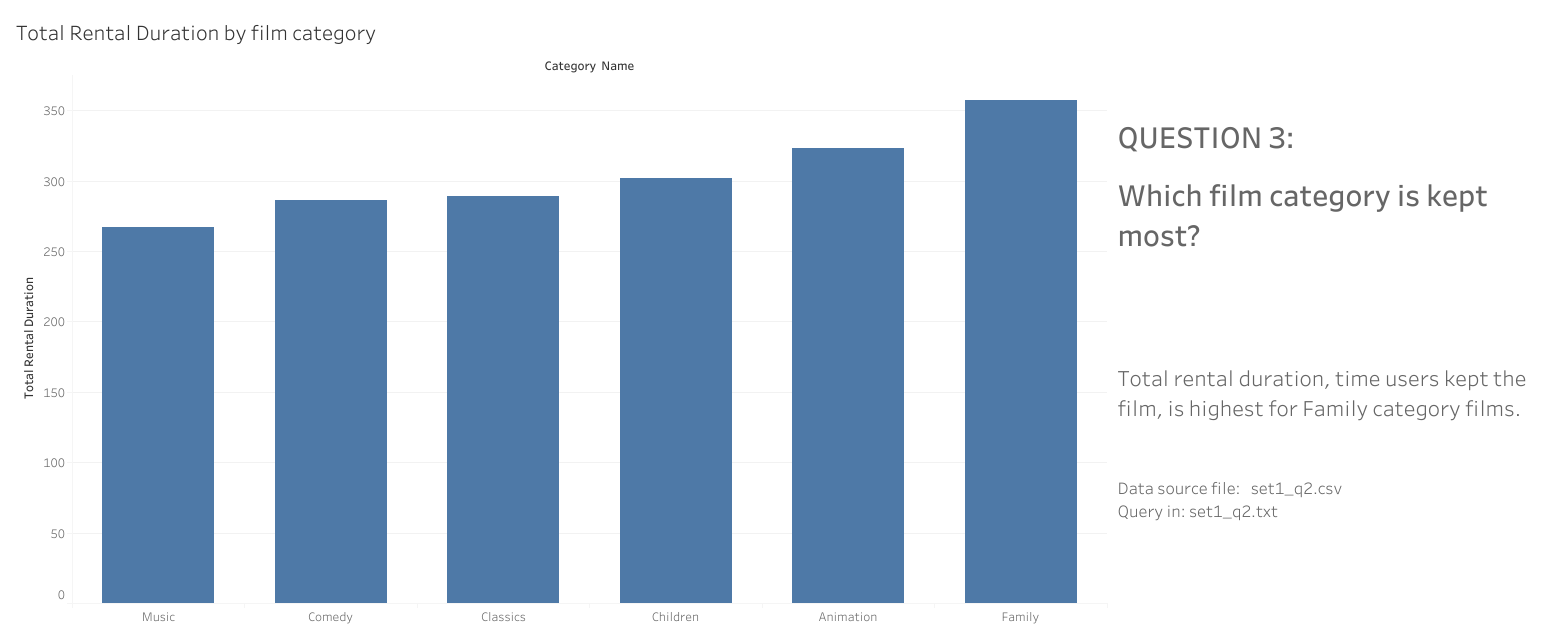 Total Rental Duration by film category
Category Name
350
300
250
200
150
100
50
0
Total Rental Duration
Music
Comedy
Classics
Children
Animation
Family
QUESTION 3:
Which film category is kept
most?
Total rental duration, time users kept the
film, is highest for Family category films.
Data source file: set1_q2.csv
Query in: set1_q2.txt